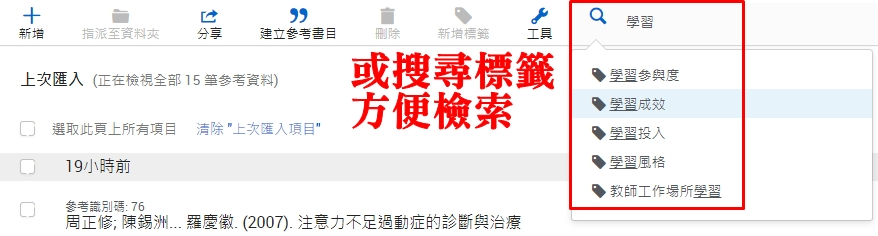 新增
指派至資料夾
分享
建立參考書目
刪除
新增標籤
工具
學習
上次匯入 (正在檢視全部 15 筆參考資料)
或搜尋標籤
方便檢索
學習參與度
學習成效
學習投入
學習風格
教師工作場所學習
選取此頁上所有項目 清除 "上次匯入項目"
19小時前
參考識別碼: 76
周正修; 陳錫洲... 羅慶徽. (2007). 注意力不足過動症的診斷與治療